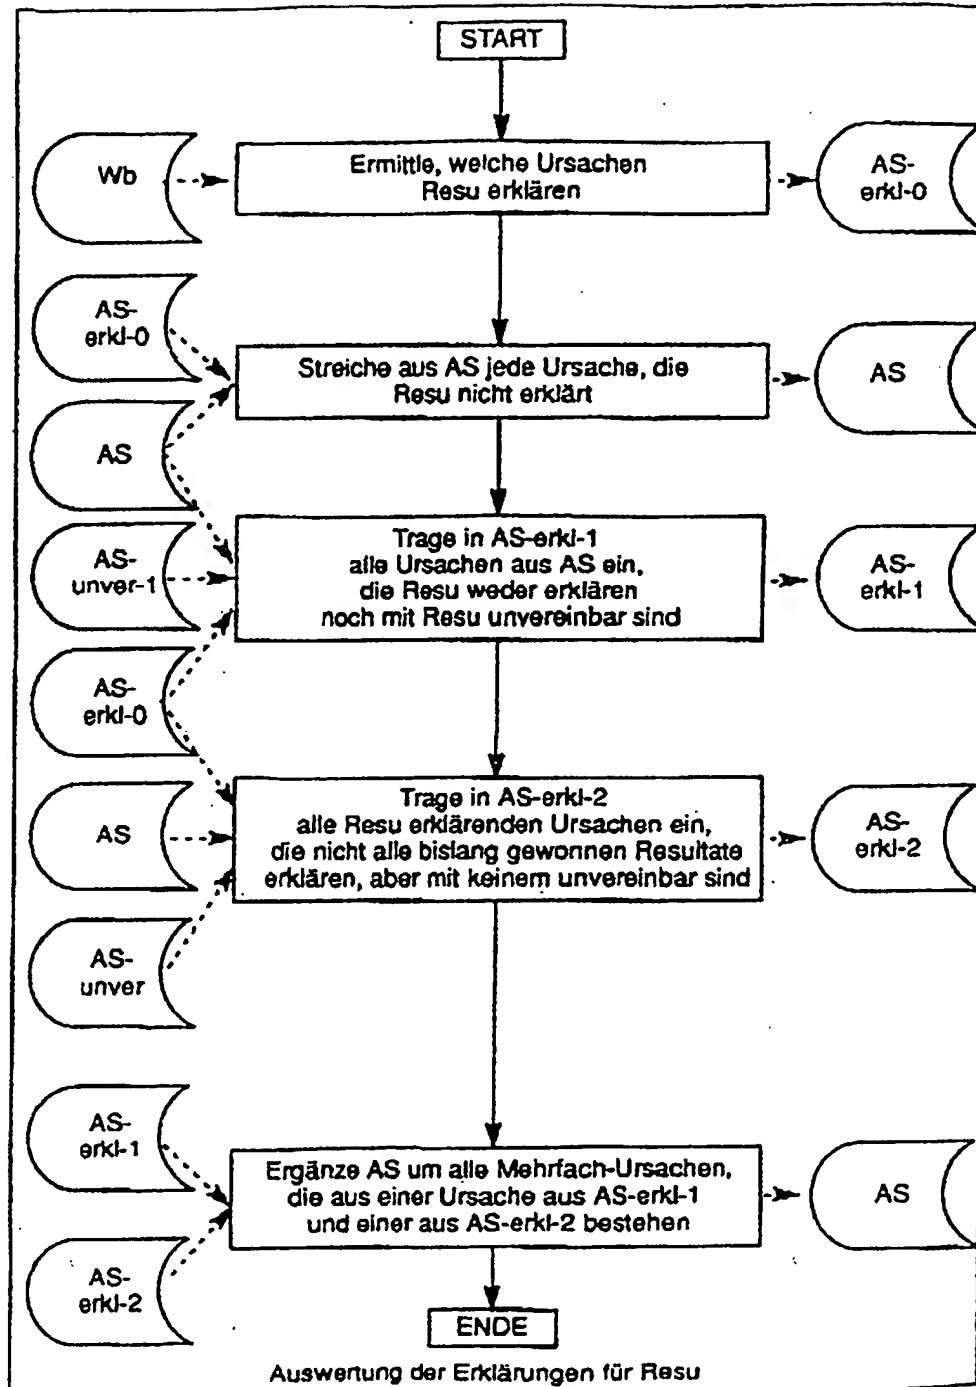 START
Wb
Ermittle, welche Ursachen
Resu erklären
AS-
erkl-0
AS-
erkl-0
Streiche aus AS jede Ursache, die
Resu nicht erklärt
AS
AS
Trage in AS-erkl-1
alle Ursachen aus AS ein,
die Resu weder erklären
noch mit Resu unvereinbar sind
AS-
unver-1
AS-
erkl-1
AS-
erkl-0
Trage in AS-erkl-2
alle Resu erklärenden Ursachen ein,
die nicht alle bislang gewonnen Resultate
erklären, aber mit keinem unvereinbar sind
AS
AS-
erkl-2
AS-
unver
AS-
erkl-1
Ergänze AS um alle Mehrfach-Ursachen,
die aus einer Ursache aus AS-erkl-1
und einer aus AS-erkl-2 bestehen
AS
AS-
erkl-2
ENDE
Auswertung der Erklärungen für Resu